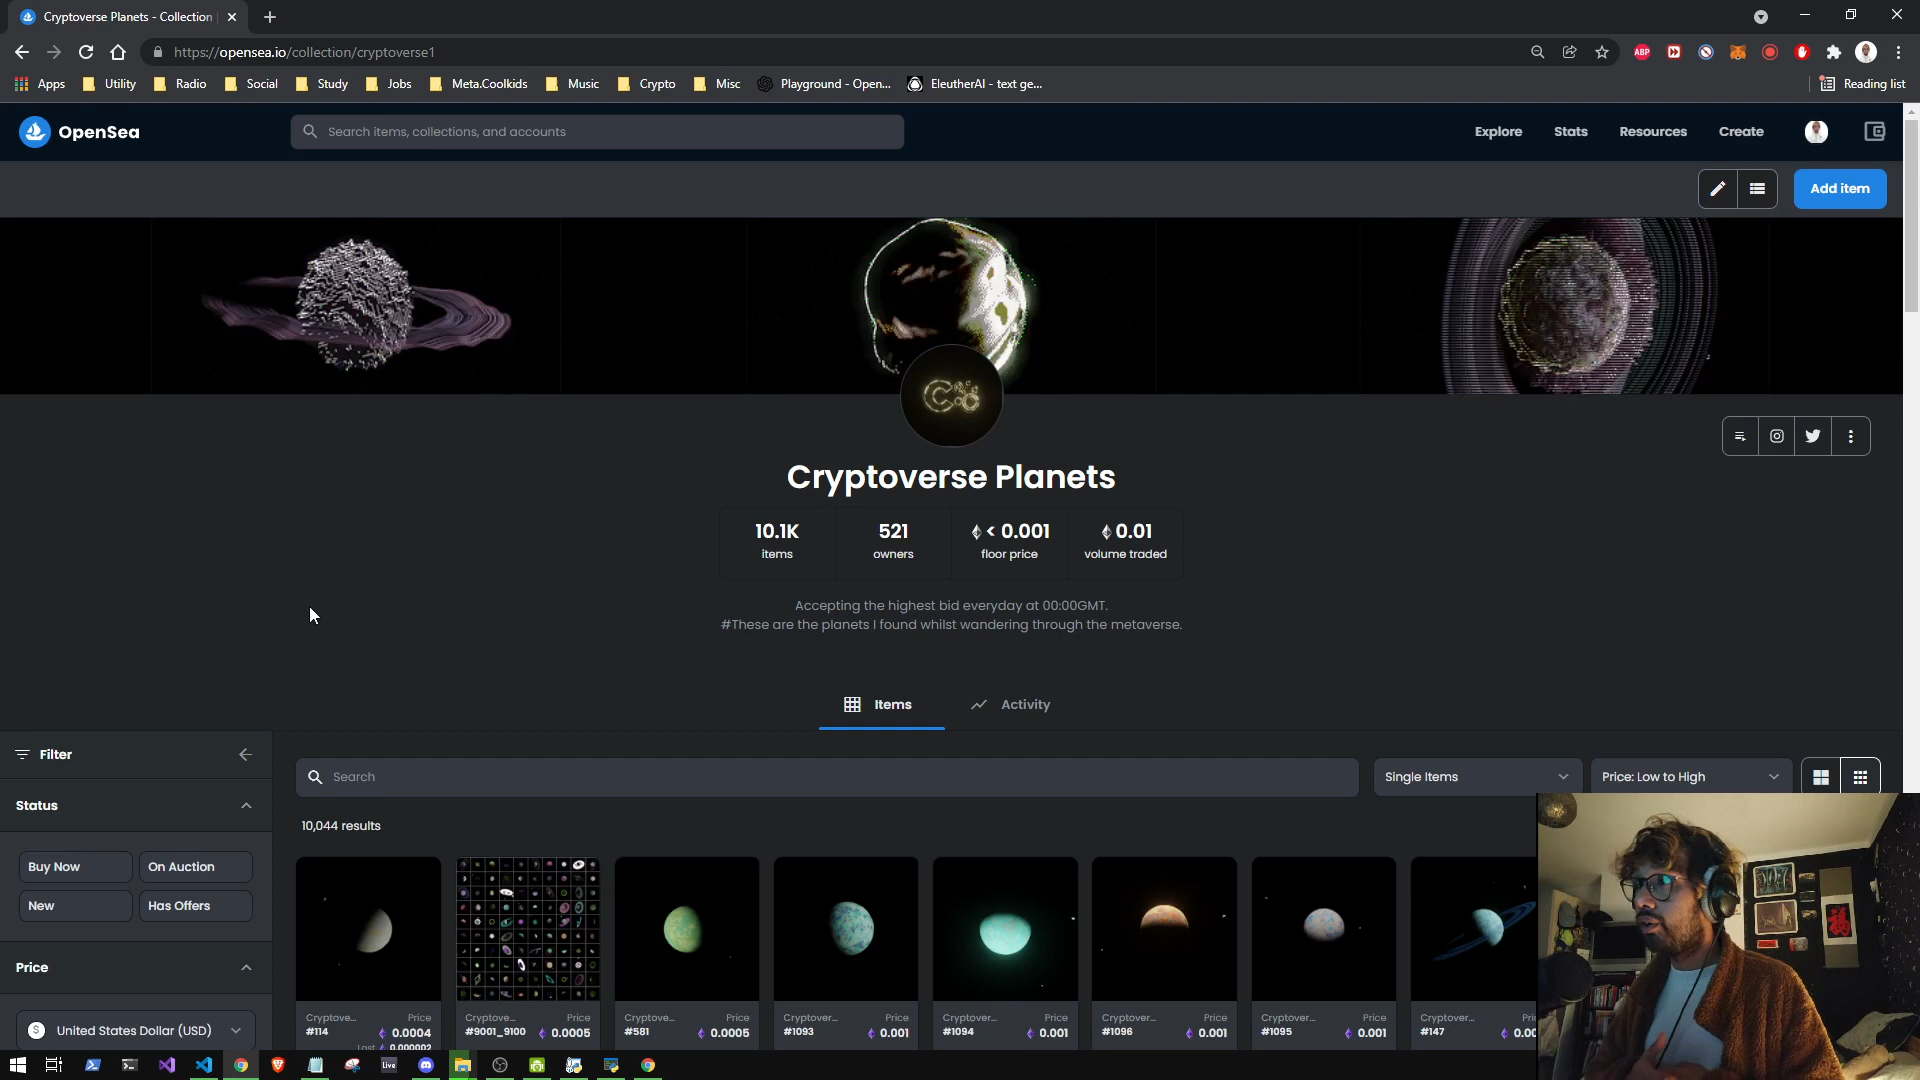 Cryptoverse Planets - Collection
https://opensea.io/collection/cryptoverse1
ABP
Apps Utility Radio Social Study Jobs Meta.Coolkids Music Crypto Misc Playground - Open... EleutherAI - text ge... Reading list
OpenSea Search items, collections, and accounts Explore Stats Resources Create
Add item
Cryptoverse Planets
10.1K 521 < 0.001 0.01
items owners floor price volume traded
Accepting the highest bid everyday at 00:00GMT.
#These are the planets I found whilst wandering through the metaverse.
Items Activity
Filter
Search Single Items Price: Low to High
Status
10,044 results
Buy Now On Auction
New Has Offers
Price
Cryptove... Price Cryptove... Price Cryptove... Price Cryptover... Price Cryptover... Price Cryptover... Price Cryptover... Price Cryptover...
#114 0.0004 #9001_9100 0.0005 #581 0.0005 #1093 0.001 #1094 0.001 #1096 0.001 #1095 0.001 #147
$ United States Dollar (USD)
Last 0.000002
Live